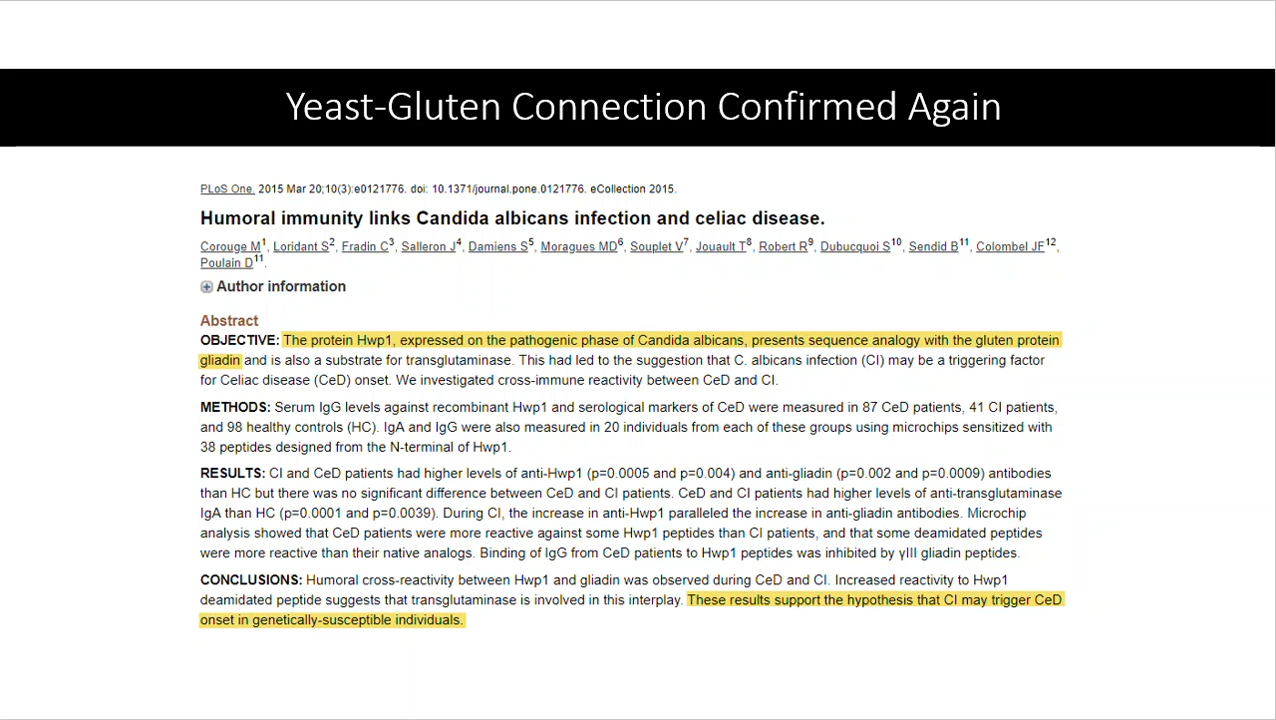 Yeast-Gluten Connection Confirmed Again
PLoS One. 2015 Mar 20;10(3):e0121776. doi: 10.1371/journal.pone.0121776. eCollection 2015.
Humoral immunity links Candida albicans infection and celiac disease.
Corouge M1, Loridant S2, Fradin C3, Salleron J4, Damiens S5, Moragues MD6, Souplet V7, Jouault T8, Robert R9, Dubucquoi S10, Sendid B11, Colombel JF12,
Poulain D11.
Author information
Abstract
OBJECTIVE: The protein Hwp1, expressed on the pathogenic phase of Candida albicans, presents sequence analogy with the gluten protein
gliadin and is also a substrate for transglutaminase. This had led to the suggestion that C. albicans infection (CI) may be a triggering factor
for Celiac disease (CeD) onset. We investigated cross-immune reactivity between CeD and CI.
METHODS: Serum IgG levels against recombinant Hwp1 and serological markers of CeD were measured in 87 CeD patients, 41 CI patients,
and 98 healthy controls (HC). IgA and IgG were also measured in 20 individuals from each of these groups using microchips sensitized with
38 peptides designed from the N-terminal of Hwp1.
RESULTS: CI and CeD patients had higher levels of anti-Hwp1 (p=0.0005 and p=0.004) and anti-gliadin (p=0.002 and p=0.0009) antibodies
than HC but there was no significant difference between CeD and CI patients. CeD and CI patients had higher levels of anti-transglutaminase
IgA than HC (p=0.0001 and p=0.0039). During CI, the increase in anti-Hwp1 paralleled the increase in anti-gliadin antibodies. Microchip
analysis showed that CeD patients were more reactive against some Hwp1 peptides than CI patients, and that some deamidated peptides
were more reactive than their native analogs. Binding of IgG from CeD patients to Hwp1 peptides was inhibited by γIII gliadin peptides.
CONCLUSIONS: Humoral cross-reactivity between Hwp1 and gliadin was observed during CeD and CI. Increased reactivity to Hwp1
deamidated peptide suggests that transglutaminase is involved in this interplay. These results support the hypothesis that CI may trigger CeD
onset in genetically-susceptible individuals.